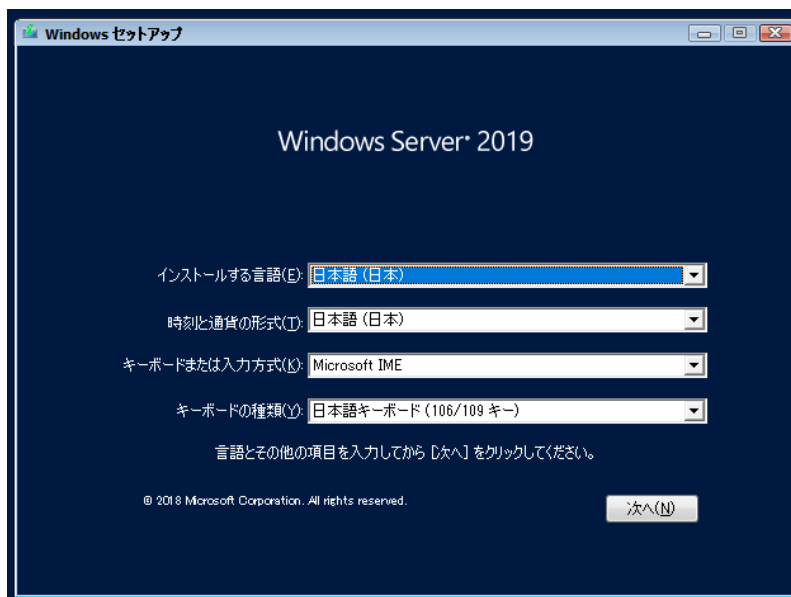 Windows セットアップ
Windows Server® 2019
インストールする言語(E): 日本語 (日本)
時刻と通貨の形式(T): 日本語 (日本)
キーボードまたは入力方式(K): Microsoft IME
キーボードの種類(Y): 日本語キーボード (106/109 キー)
言語とその他の項目を入力してから [次へ] をクリックしてください。
© 2018 Microsoft Corporation. All rights reserved.
次へ(N)